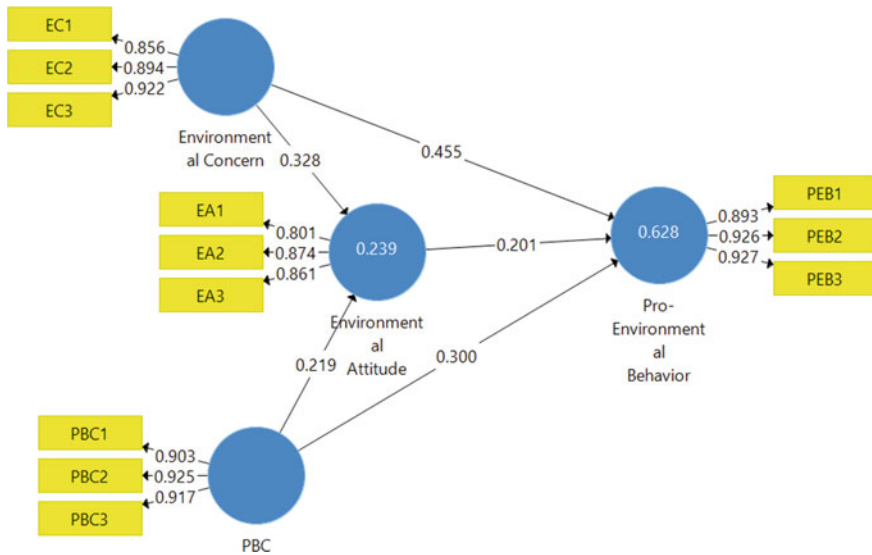 EC1
EC2
EC3
0.856
0.894
0.922
Environment
al Concern
0.328
0.455
EA1
EA2
EA3
0.801
0.874
0.861
0.239
Environment
al
Attitude
0.201
0.628
Pro-
Environment
al
Behavior
0.893
0.926
0.927
PEB1
PEB2
PEB3
0.219
0.300
PBC1
PBC2
PBC3
0.903
0.925
0.917
PBC